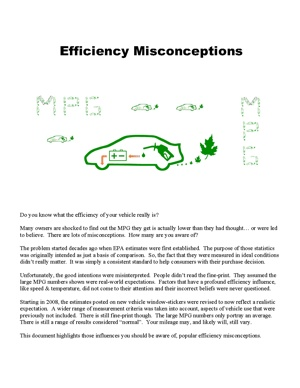 Efficiency Misconceptions
MPG
MPG
Do you know what the efficiency of your vehicle really is?
Many owners are shocked to find out the MPG they get is actually lower than they had thought… or were led
to believe. There are lots of misconceptions. How many are you aware of?
The problem started decades ago when EPA estimates were first established. The purpose of those statistics
was originally intended as just a basis of comparison. So, the fact that they were measured in ideal conditions
didn't really matter. It was simply a consistent standard to help consumers with their purchase decision.
Unfortunately, the good intentions were misinterpreted. People didn't read the fine-print. They assumed the
large MPG numbers shown were real-world expectations. Factors that have a profound efficiency influence,
like speed & temperature, did not come to their attention and their incorrect beliefs were never questioned.
Starting in 2008, the estimates posted on new vehicle window-stickers were revised to now reflect a realistic
expectation. A wider range of measurement criteria was taken into account, aspects of vehicle use that were
previously not included. There is still fine-print though. The large MPG numbers only portray an average.
There is still a range of results considered "normal". Your mileage may, and likely will, still vary.
This document highlights those influences you should be aware of, popular efficiency misconceptions.